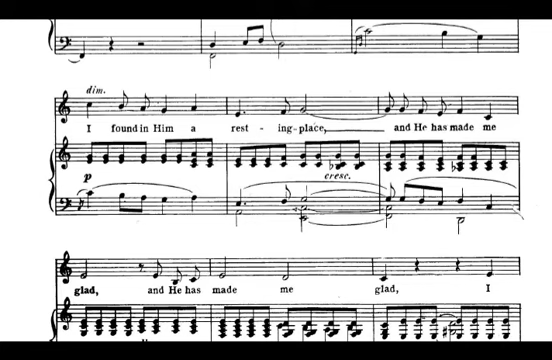 dim.
I found in Him a rest - ing - place, and He has made me
p
cresc.
glad, and He has made me glad, I